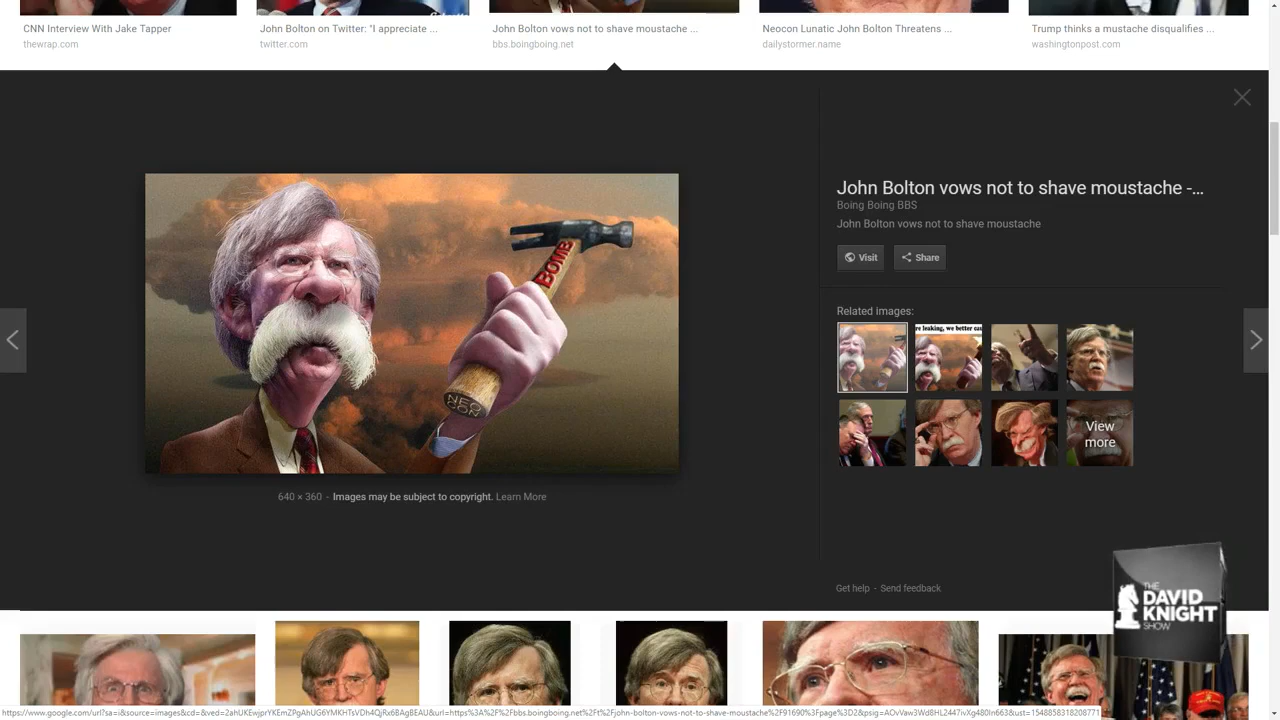 CNN Interview With Jake Tapper
thewrap.com
John Bolton on Twitter: "I appreciate ...
twitter.com
John Bolton vows not to shave moustache ...
bbs.boingboing.net
Neocon Lunatic John Bolton Threatens ...
dailystormer.name
Trump thinks a mustache disqualifies ...
washingtonpost.com
BOMB
NEO
CON
640 × 360 - Images may be subject to copyright. Learn More
John Bolton vows not to shave moustache -...
Boing Boing BBS
John Bolton vows not to shave moustache
Visit
Share
Related images:
re leaking, we better
View
more
Get help - Send feedback
THE
DAVID
KNIGHT
SHOW